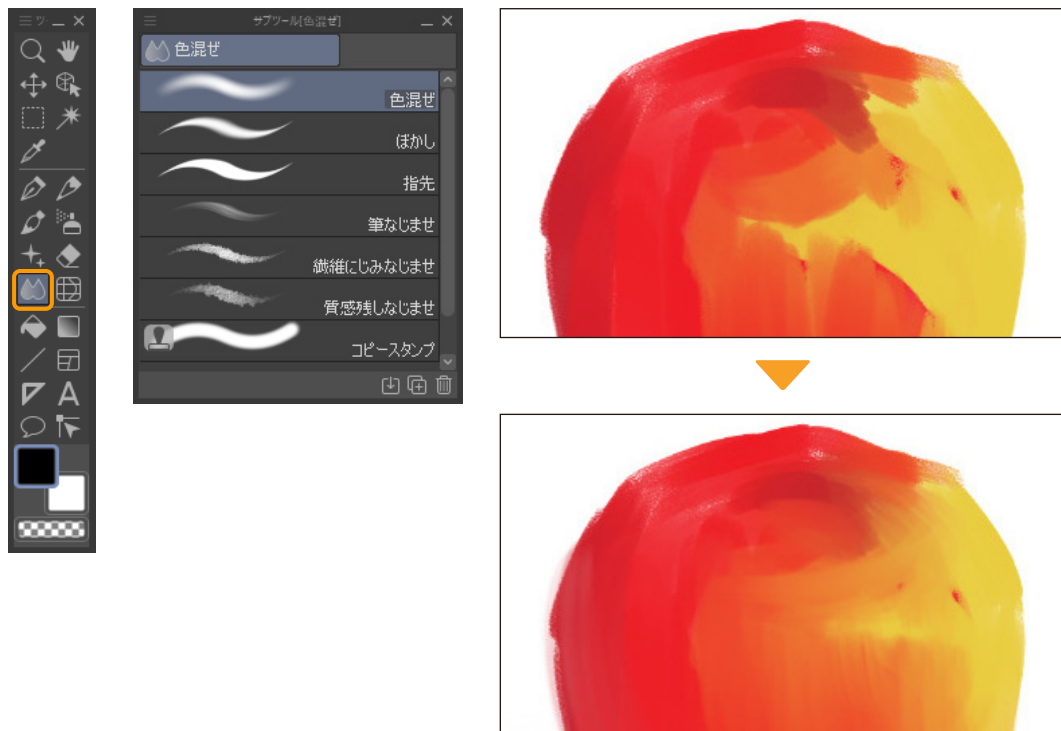 ツ
サブツール[色混ぜ]
色混ぜ
色混ぜ
ぼかし
指先
筆なじませ
繊維にじみなじませ
質感残しなじませ
コピースタンプ
A